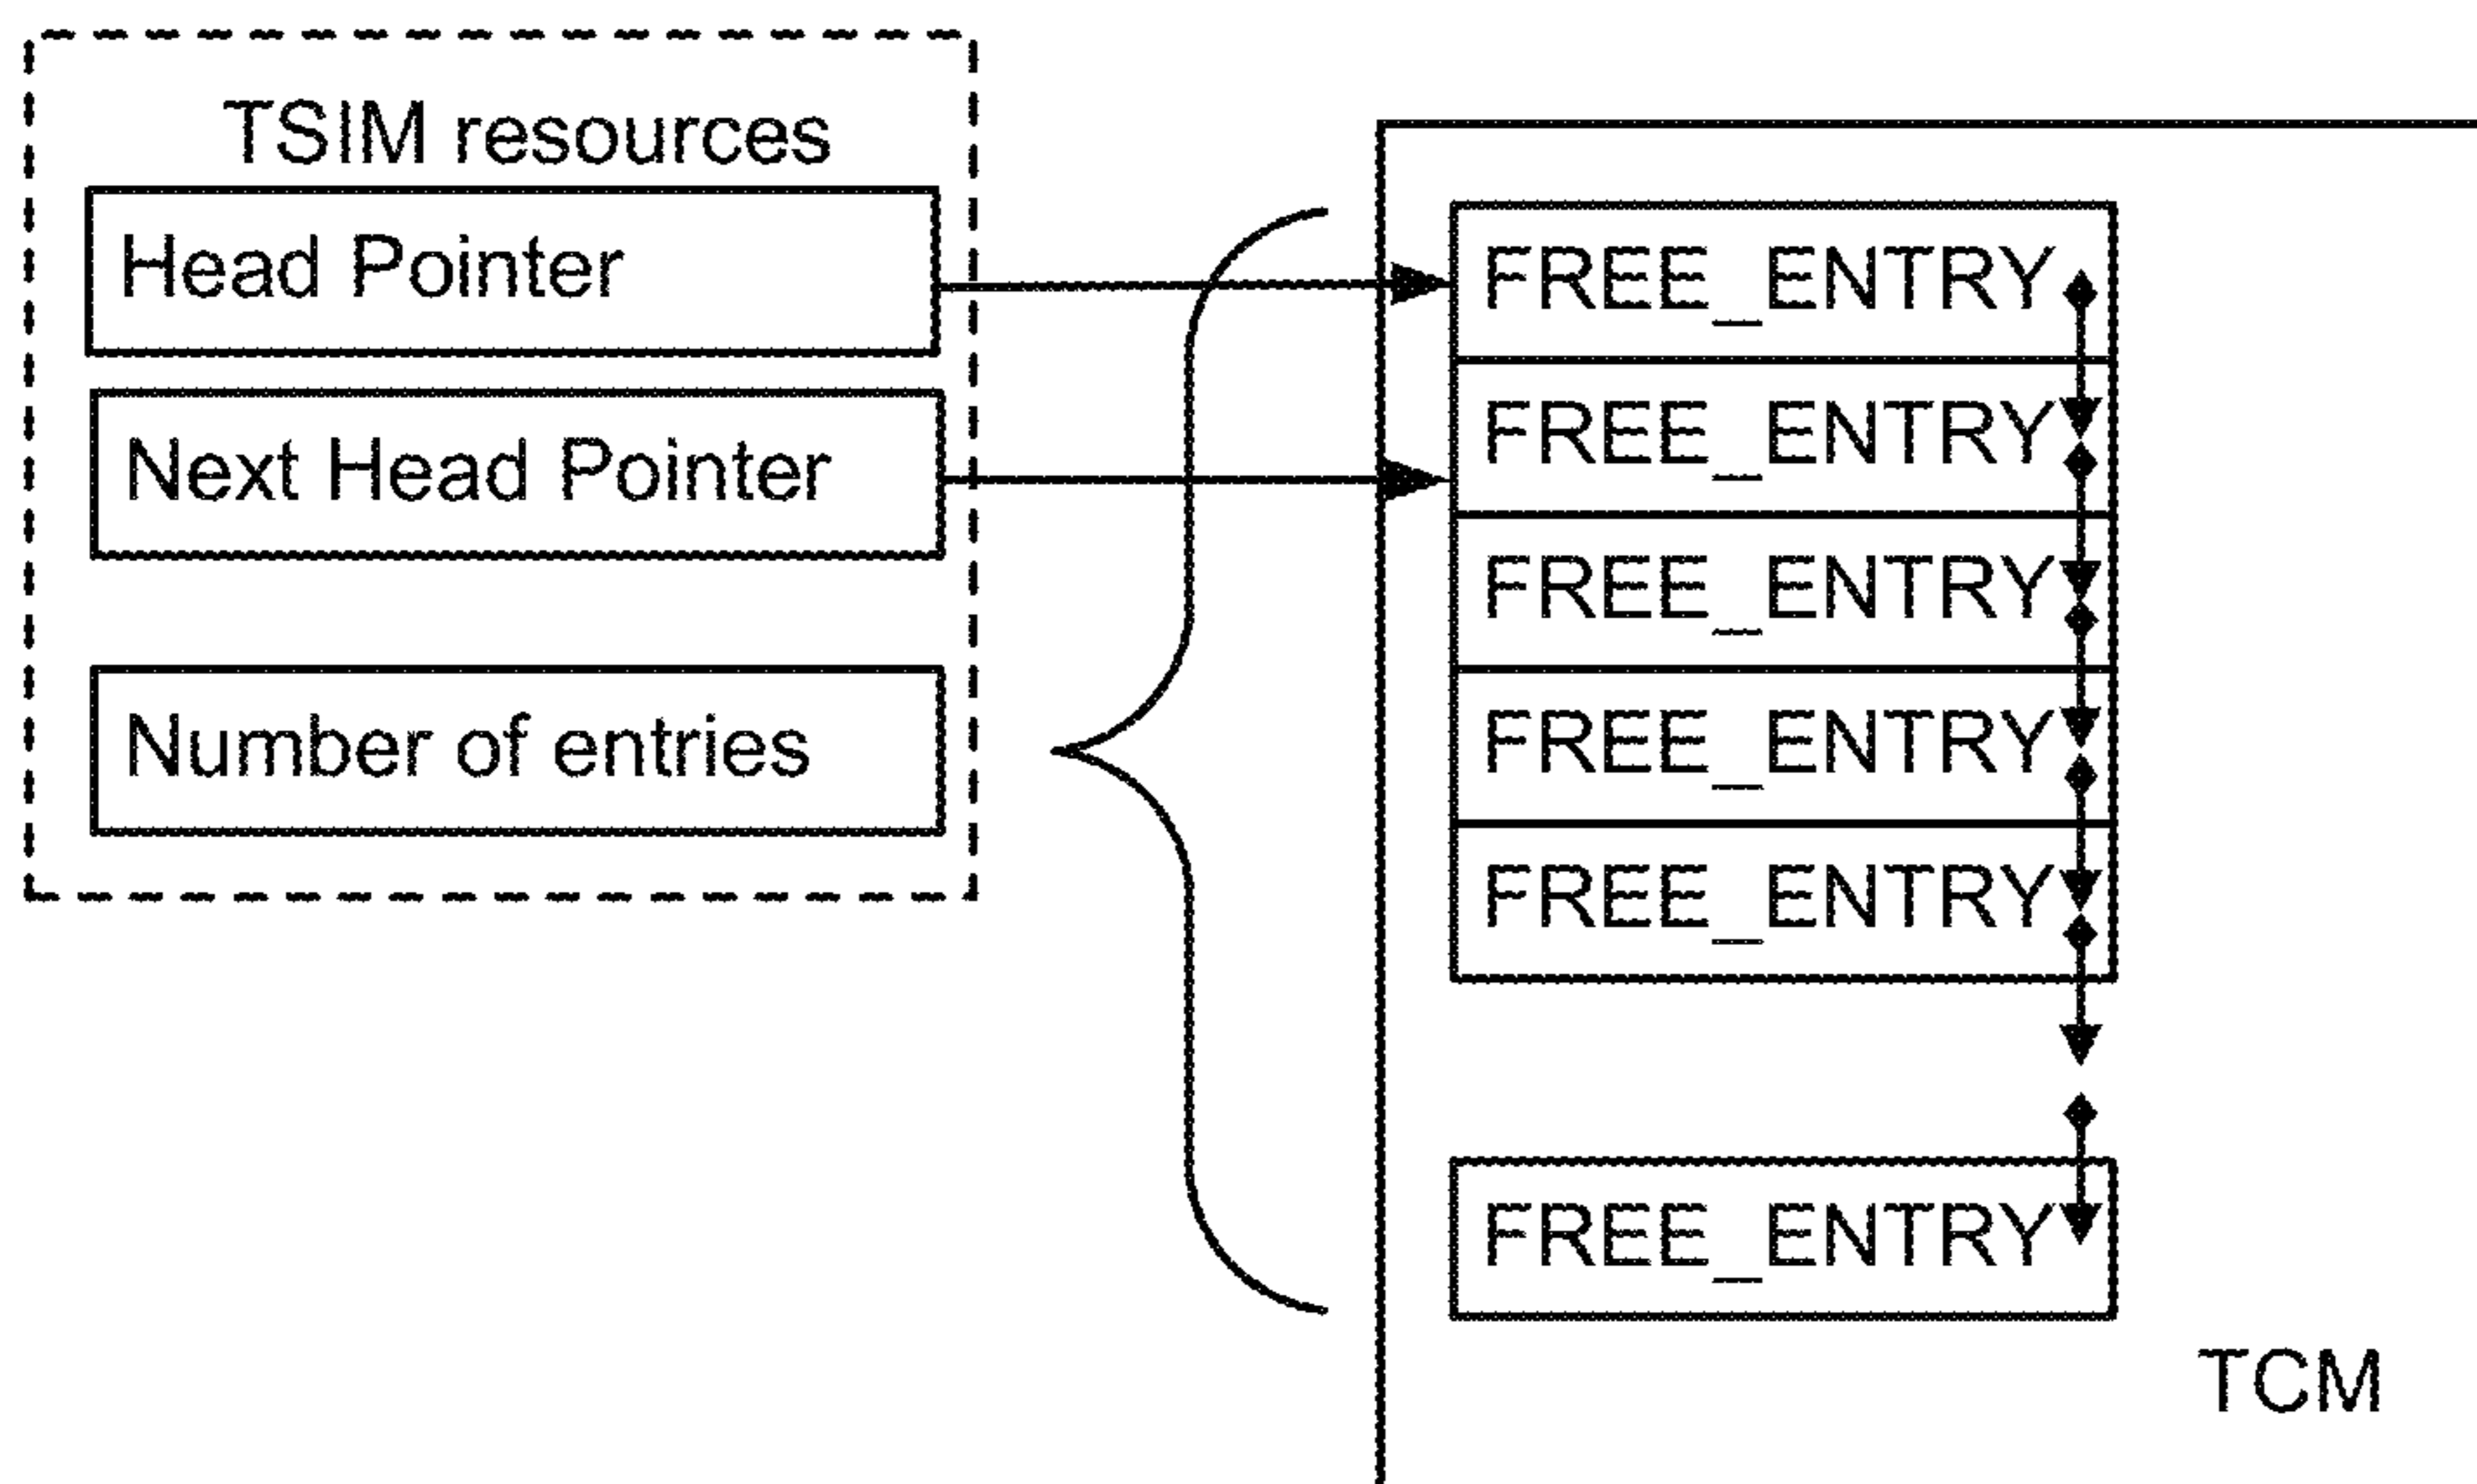 TSIM resources
Head Pointer
Next Head Pointer
Number of entries
FREE_ENTRY
FREE_ENTRY
FREE_ENTRY
FREE_ENTRY
FREE_ENTRY
FREE_ENTRY
TCM